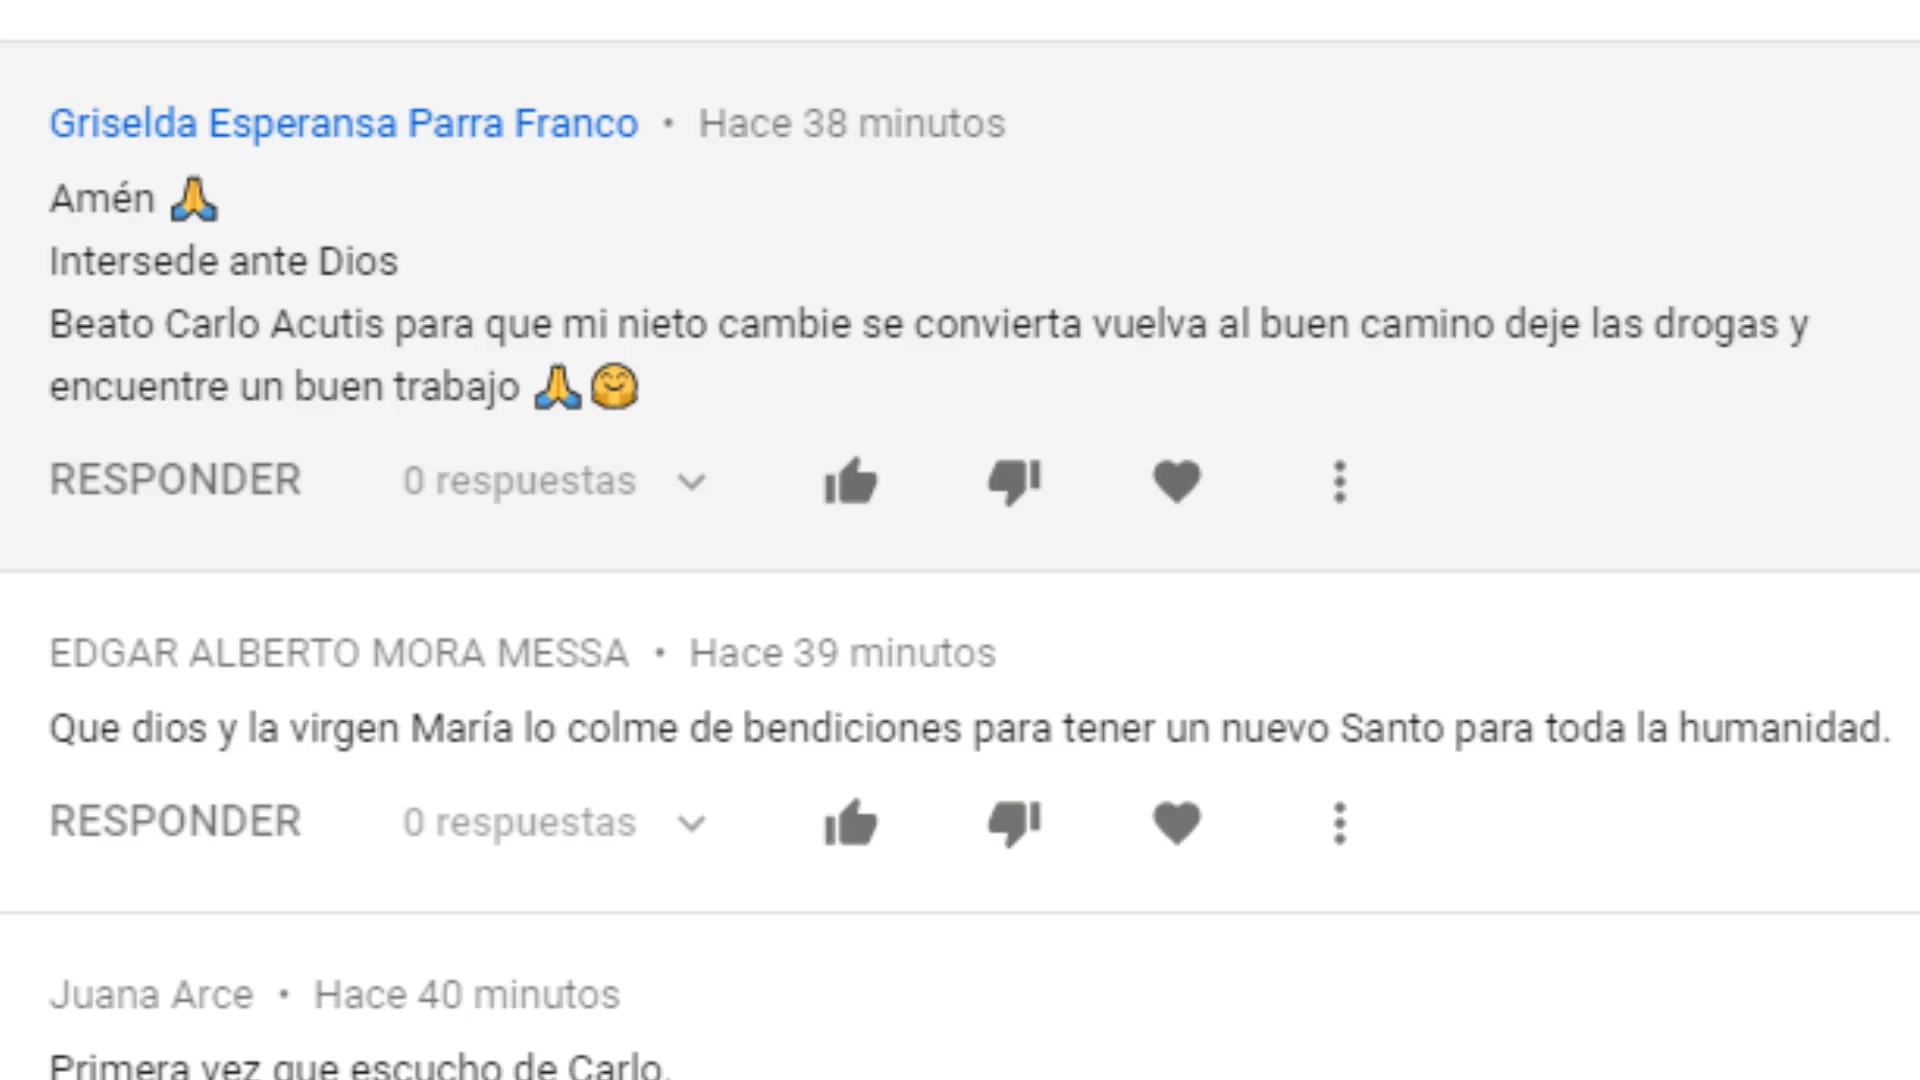 Griselda Esperansa Parra Franco • Hace 38 minutos
Amén 🙏
Intersede ante Dios
Beato Carlo Acutis para que mi nieto cambie se convierta vuelva al buen camino deje las drogas y
encuentre un buen trabajo 🙏🤗
RESPONDER 0 respuestas
EDGAR ALBERTO MORA MESSA • Hace 39 minutos
Que dios y la virgen María lo colme de bendiciones para tener un nuevo Santo para toda la humanidad.
RESPONDER 0 respuestas
Juana Arce • Hace 40 minutos
Primera vez que escucho de Carlo.